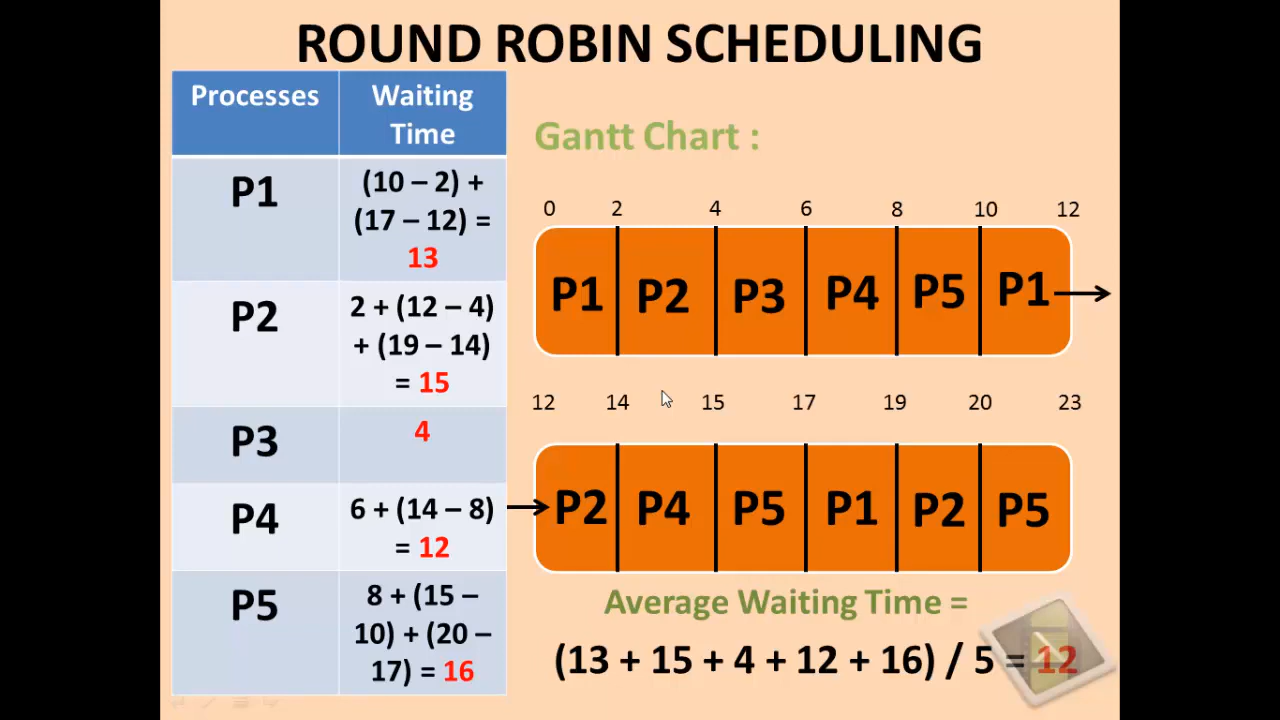 ROUND ROBIN SCHEDULING
Processes
Waiting
Time
P1
(10 – 2) +
(17 – 12) =
13
P2
2 + (12 – 4)
+ (19 – 14)
= 15
P3
4
P4
6 + (14 – 8)
= 12
P5
8 + (15 –
10) + (20 –
17) = 16
Gantt Chart :
0 2 4 6 8 10 12
P1 P2 P3 P4 P5 P1
12 14 15 17 19 20 23
P2 P4 P5 P1 P2 P5
Average Waiting Time =
(13 + 15 + 4 + 12 + 16) / 5 = 12